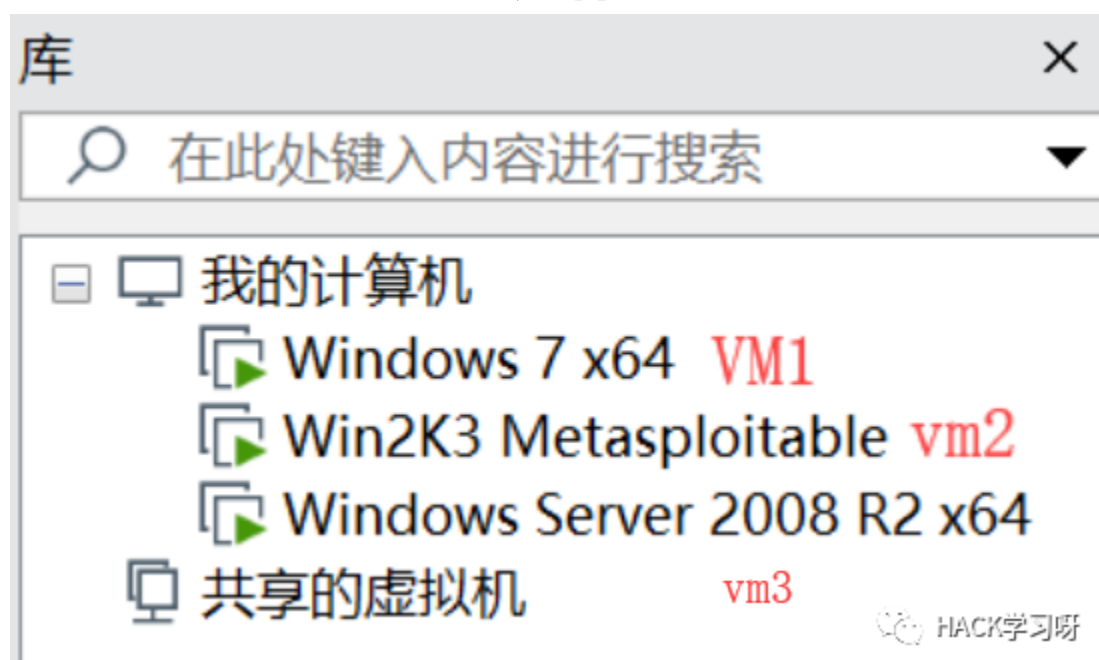 库
在此处键入内容进行搜索
我的计算机
Windows 7 x64 VM1
Win2K3 Metasploitable vm2
Windows Server 2008 R2 x64
共享的虚拟机 vm3
HACK学习呀